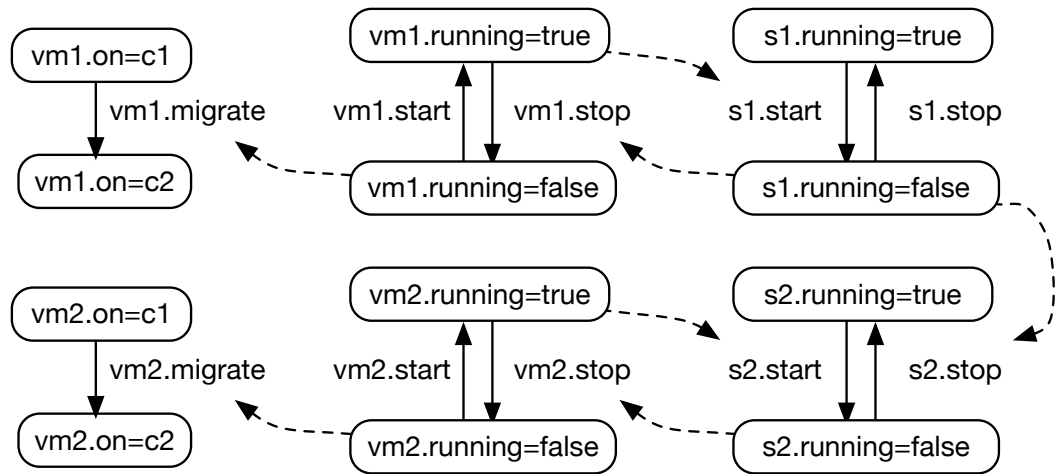 vm1.on=c1
vm1.migrate
vm1.on=c2
vm1.running=true
vm1.start
vm1.stop
vm1.running=false
s1.running=true
s1.start
s1.stop
s1.running=false
vm2.on=c1
vm2.migrate
vm2.on=c2
vm2.running=true
vm2.start
vm2.stop
vm2.running=false
s2.running=true
s2.start
s2.stop
s2.running=false